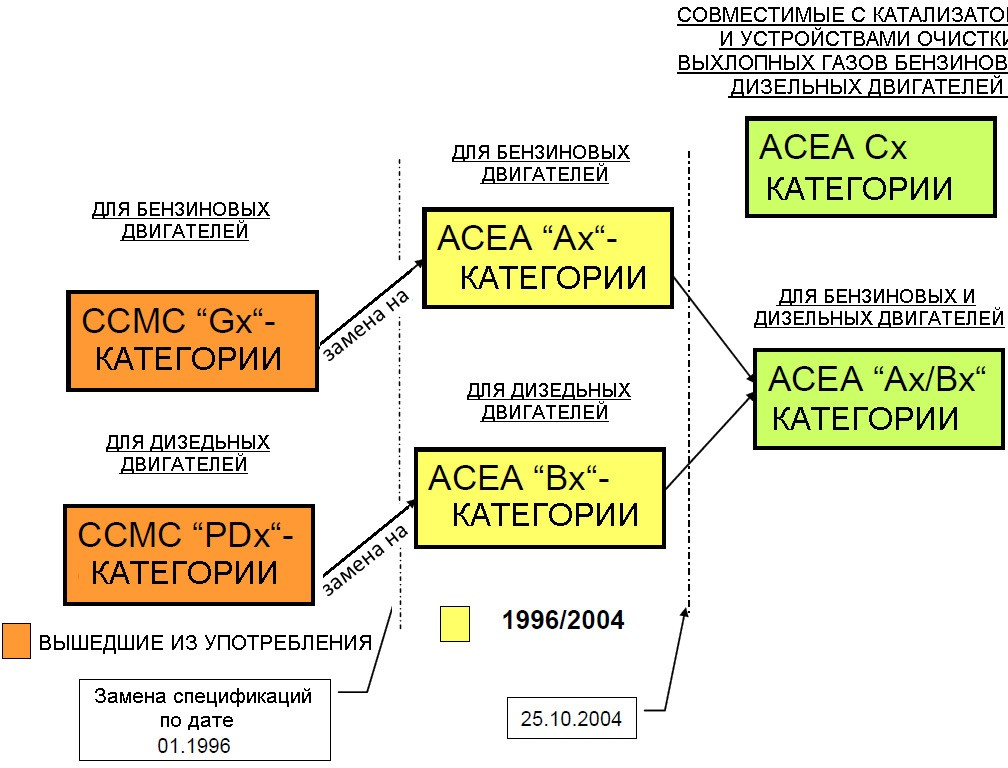 СОВМЕСТИМЫЕ С КАТАЛИЗАТО
И УСТРОЙСТВАМИ ОЧИСТКИ
ВЫХЛОПНЫХ ГАЗОВ БЕНЗИНОВ
ДИЗЕЛЬНЫХ ДВИГАТЕЛЕЙ
ACEA Cx
КАТЕГОРИИ
ДЛЯ БЕНЗИНОВЫХ
ДВИГАТЕЛЕЙ
ACEA “Ax“-
КАТЕГОРИИ
ДЛЯ БЕНЗИНОВЫХ
ДВИГАТЕЛЕЙ
CCMC “Gx“-
КАТЕГОРИИ
замена на
ДЛЯ БЕНЗИНОВЫХ И
ДИЗЕЛЬНЫХ ДВИГАТЕЛЕЙ
ACEA “Ax/Bx“
КАТЕГОРИИ
ДЛЯ ДИЗЕДЬНЫХ
ДВИГАТЕЛЕЙ
ACEA “Bx“-
КАТЕГОРИИ
ДЛЯ ДИЗЕДЬНЫХ
ДВИГАТЕЛЕЙ
CCMC “PDx“-
КАТЕГОРИИ
замена на
1996/2004
ВЫШЕДШИЕ ИЗ УПОТРЕБЛЕНИЯ
Замена спецификаций
по дате
01.1996
25.10.2004